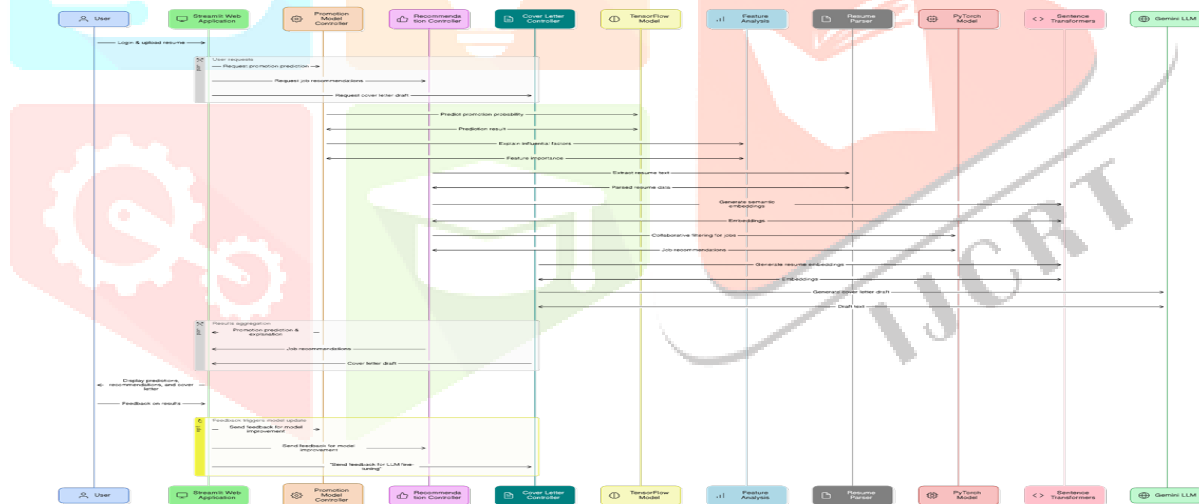 User
Streamlit Web
Application
Promotion
Model
Controller
Recommenda
tion Controller
Cover Letter
Controller
TensorFlow
Model
Feature
Analysis
Resume
Parser
PyTorch
Model
Sentence
Transformers
Gemini LLM
Login & upload resume
User requests
Request promotion prediction
Request job recommendations
Request cover letter draft
Predict promotion probability
Prediction result
Explain influential factors
Feature importance
Extract resume text
Parsed resume data
Generate semantic
embeddings
Embeddings
Collaborative filtering for jobs
Job recommendations
Generate resume embeddings
Embeddings
Generate cover letter draft
Draft text
Results aggregation
Promotion prediction &
explanation
Job recommendations
Cover letter draft
Display predictions,
recommendations, and cover
letter
Feedback on results
Feedback triggers model update
Send feedback for model
improvement
Send feedback for model
improvement
"Send feedback for LLM fine-
tuning"
User
Streamlit Web
Application
Promotion
Model
Controller
Recommenda
tion Controller
Cover Letter
Controller
TensorFlow
Model
Feature
Analysis
Resume
Parser
PyTorch
Model
Sentence
Transformers
Gemini LLM
IJCRT